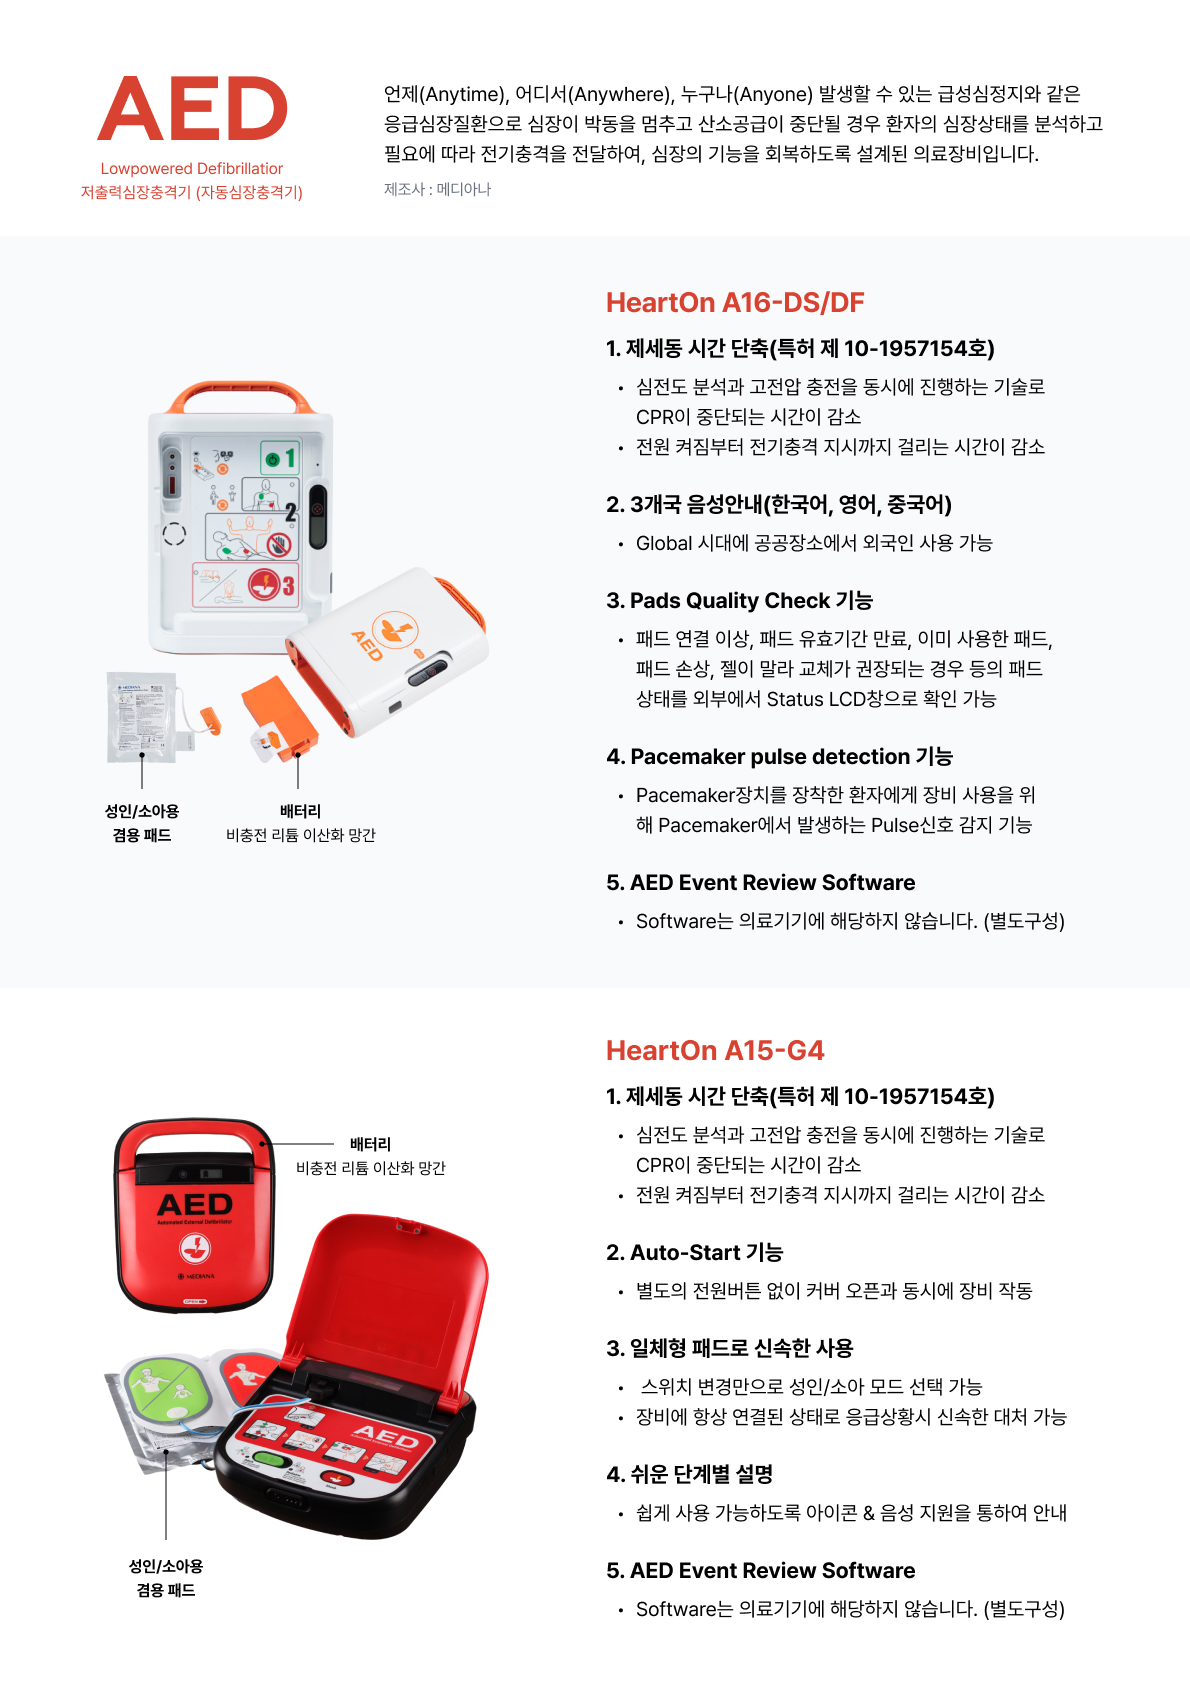 AED
Lowpowered Defibrillatior
저출력심장충격기 (자동심장충격기)
언제(Anytime), 어디서(Anywhere), 누구나(Anyone) 발생할 수 있는 급성심정지와 같은
응급심장질환으로 심장이 박동을 멈추고 산소공급이 중단될 경우 환자의 심장상태를 분석하고
필요에 따라 전기충격을 전달하여, 심장의 기능을 회복하도록 설계된 의료장비입니다.
제조사 : 메디아나
HeartOn A16-DS/DF
1. 제세동 시간 단축(특허 제 10-1957154호)
• 심전도 분석과 고전압 충전을 동시에 진행하는 기술로
CPR이 중단되는 시간이 감소
• 전원 켜짐부터 전기충격 지시까지 걸리는 시간이 감소
2. 3개국 음성안내(한국어, 영어, 중국어)
• Global 시대에 공공장소에서 외국인 사용 가능
3. Pads Quality Check 기능
• 패드 연결 이상, 패드 유효기간 만료, 이미 사용한 패드,
패드 손상, 젤이 말라 교체가 권장되는 경우 등의 패드
상태를 외부에서 Status LCD창으로 확인 가능
4. Pacemaker pulse detection 기능
• Pacemaker장치를 장착한 환자에게 장비 사용을 위
해 Pacemaker에서 발생하는 Pulse신호 감지 기능
5. AED Event Review Software
• Software는 의료기기에 해당하지 않습니다. (별도구성)
1
2
3
AED
MEDIANA
성인/소아용
겸용 패드
배터리
비충전 리튬 이산화 망간
HeartOn A15-G4
1. 제세동 시간 단축(특허 제 10-1957154호)
• 심전도 분석과 고전압 충전을 동시에 진행하는 기술로
CPR이 중단되는 시간이 감소
• 전원 켜짐부터 전기충격 지시까지 걸리는 시간이 감소
2. Auto-Start 기능
• 별도의 전원버튼 없이 커버 오픈과 동시에 장비 작동
3. 일체형 패드로 신속한 사용
• 스위치 변경만으로 성인/소아 모드 선택 가능
• 장비에 항상 연결된 상태로 응급상황시 신속한 대처 가능
4. 쉬운 단계별 설명
• 쉽게 사용 가능하도록 아이콘 & 음성 지원을 통하여 안내
5. AED Event Review Software
• Software는 의료기기에 해당하지 않습니다. (별도구성)
배터리
비충전 리튬 이산화 망간
AED
Automated External Defibrillator
MEDIANA
OPEN
AED
Automated External Defibrillator
성인/소아용
겸용 패드